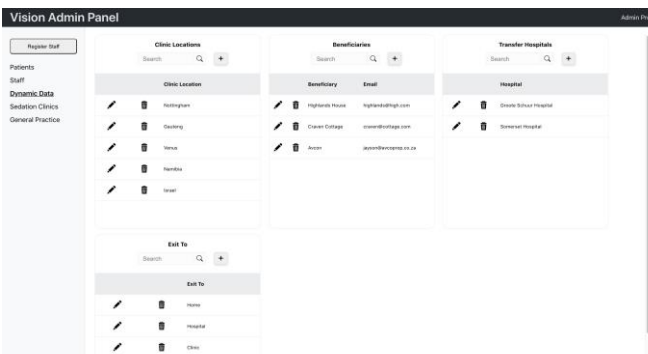 Vision Admin Panel
Admin Pro
Register Staff
Patients
Staff
Dynamic Data
Sedation Clinics
General Practice
Clinic Locations
Search
+
Clinic Location
Nottingham
Gauteng
Venus
Namibia
Israel
Beneficiaries
Search
+
Beneficiary Email
Highlands House highlands@high.com
Craven Cottage craven@cottage.com
Avcon
Transfer Hospitals
Search
+
Hospital
Groote Schuur Hospital
Somerset Hospital
Exit To
Search
+
Exit To
Home
Hospital
Clinic